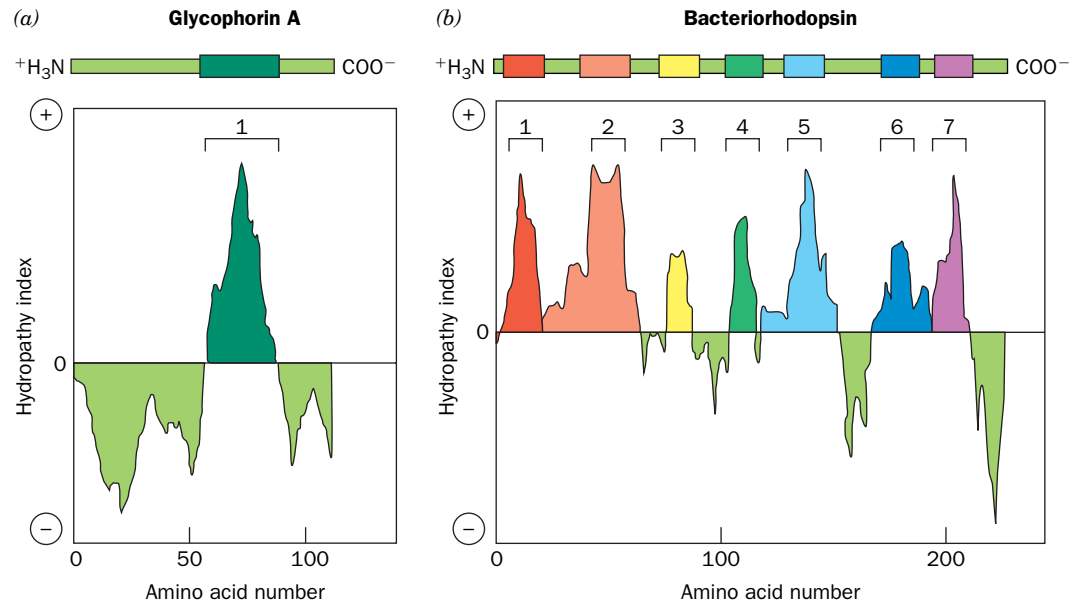 (a) Glycophorin A
⁺H₃N COO⁻
+
1
Hydropathy index
0
−
0 50 100
Amino acid number
(b) Bacteriorhodopsin
⁺H₃N COO⁻
+
1 2 3 4 5 6 7
Hydropathy index
0
−
0 100 200
Amino acid number